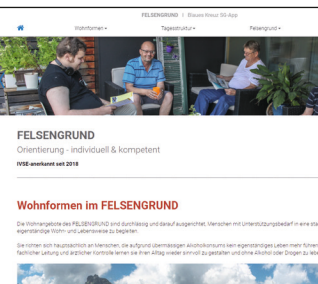 FELSENGRUND | Blaues Kreuz SG-App
Wohnformen Tagesstruktur Felsengrund
FELSENGRUND
Orientierung - individuell & kompetent
IVSE-anerkannt seit 2018
Wohnformen im FELSENGRUND
Die Wohnangebote des FELSENGRUND sind durchlässig und darauf ausgerichtet, Menschen mit Unterstützungsbedarf in eine sta
eigenständige Wohn- und Lebensweise zu begleiten.
Sie richten sich hauptsächlich an Menschen, die aufgrund übermässigen Alkoholkonsums kein eigenständiges Leben mehr führen
fachlicher Leitung und ärztlicher Kontrolle lernen sie ihren Alltag wieder sinnvoll zu gestalten und ohne Alkohol oder Drogen zu lebe